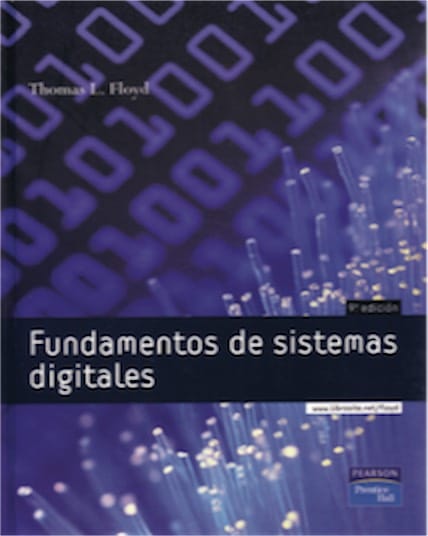 Thomas L. Floyd
9ª edición
Fundamentos de sistemas
digitales
www.librosite.net/floyd
PEARSON
Prentice
Hall